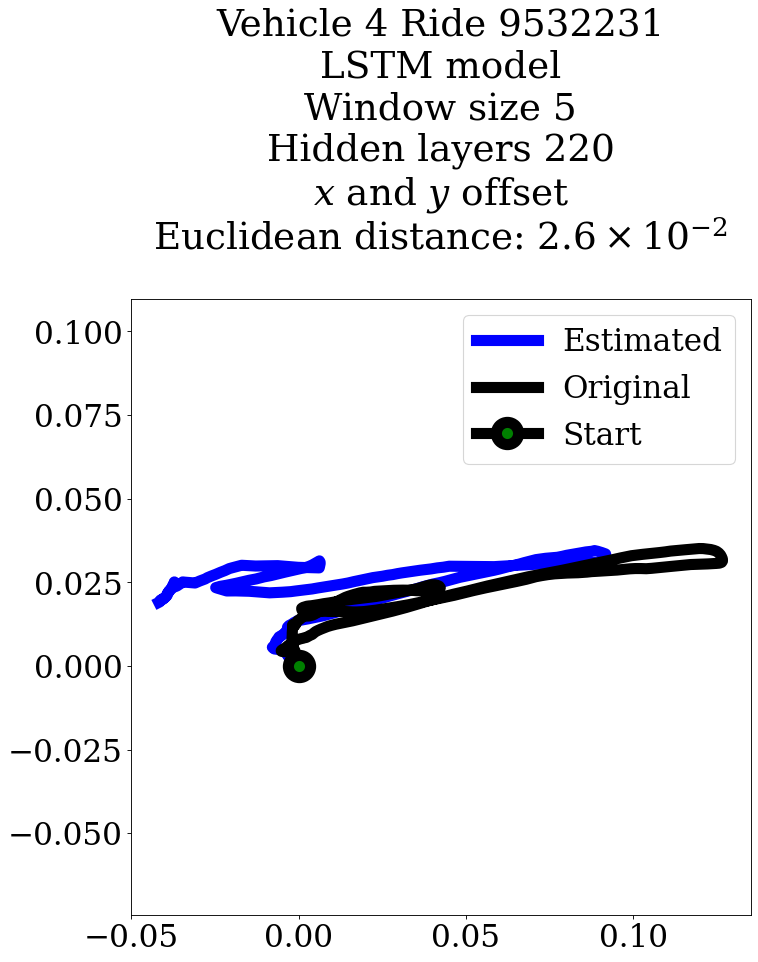 Vehicle 4 Ride 9532231
LSTM model
Window size 5
Hidden layers 220
x and y offset
Euclidean distance: 2.6 × 10⁻²
Estimated
Original
Start
0.100
0.075
0.050
0.025
0.000
−0.025
−0.050
−0.05 0.00 0.05 0.10